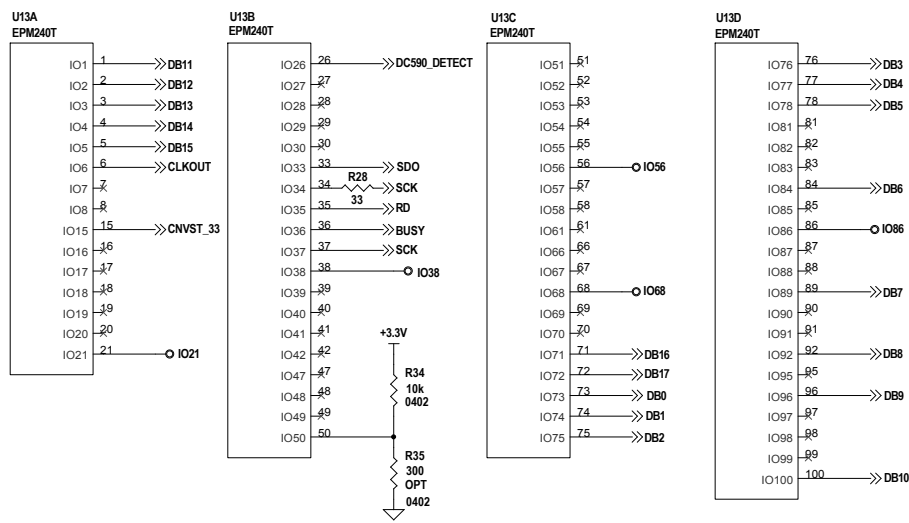 U13A
EPM240T
IO1 1 DB11
IO2 2 DB12
IO3 3 DB13
IO4 4 DB14
IO5 5 DB15
IO6 6 CLKOUT
IO7 7
IO8 8
IO15 15 CNVST_33
IO16 16
IO17 17
IO18 18
IO19 19
IO20 20
IO21 21 IO21
U13B
EPM240T
IO26 26 DC590_DETECT
IO27 27
IO28 28
IO29 29
IO30 30
IO33 33 SDO
R28
IO34 34 SCK
33
IO35 35 RD
IO36 36 BUSY
IO37 37 SCK
IO38 38 IO38
IO39 39
IO40 40
IO41 41
IO42 42
IO47 47
IO48 48
IO49 49
IO50 50
+3.3V
R34
10k
0402
R35
300
OPT
0402
U13C
EPM240T
IO51 51
IO52 52
IO53 53
IO54 54
IO55 55
IO56 56 IO56
IO57 57
IO58 58
IO61 61
IO66 66
IO67 67
IO68 68 IO68
IO69 69
IO70 70
IO71 71 DB16
IO72 72 DB17
IO73 73 DB0
IO74 74 DB1
IO75 75 DB2
U13D
EPM240T
IO76 76 DB3
IO77 77 DB4
IO78 78 DB5
IO81 81
IO82 82
IO83 83
IO84 84 DB6
IO85 85
IO86 86 IO86
IO87 87
IO88 88
IO89 89 DB7
IO90 90
IO91 91
IO92 92 DB8
IO95 95
IO96 96 DB9
IO97 97
IO98 98
IO99 99
IO100 100 DB10